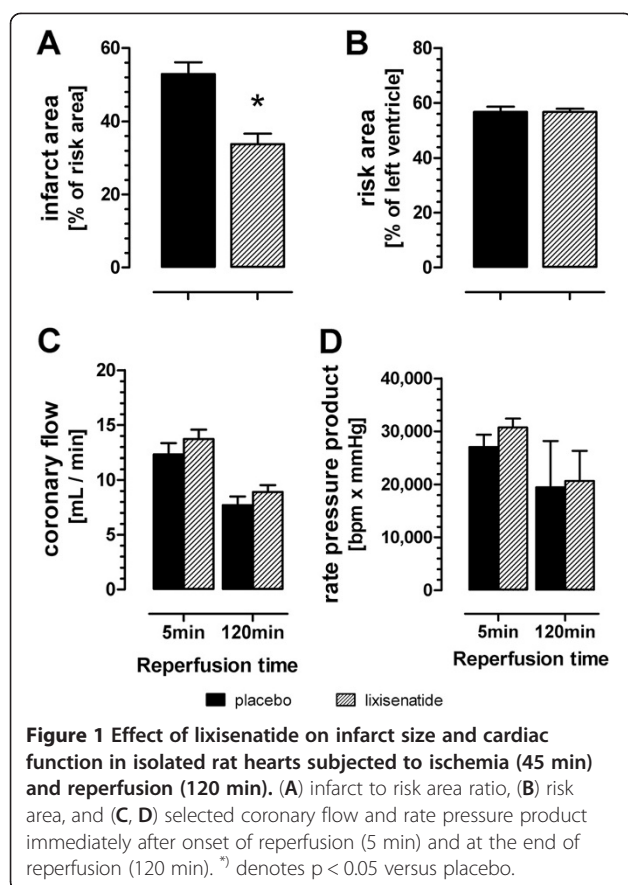 A
infarct area
[% of risk area]
60
40
20
0
*
B
risk area
[% of left ventricle]
80
60
40
20
0
C
coronary flow
[mL / min]
20
15
10
5
0
5min 120min
Reperfusion time
D
rate pressure product
[bpm x mmHg]
40,000
30,000
20,000
10,000
0
5min 120min
Reperfusion time
placebo lixisenatide
Figure 1 Effect of lixisenatide on infarct size and cardiac
function in isolated rat hearts subjected to ischemia (45 min)
and reperfusion (120 min). (A) infarct to risk area ratio, (B) risk
area, and (C, D) selected coronary flow and rate pressure product
immediately after onset of reperfusion (5 min) and at the end of
reperfusion (120 min). *) denotes p < 0.05 versus placebo.